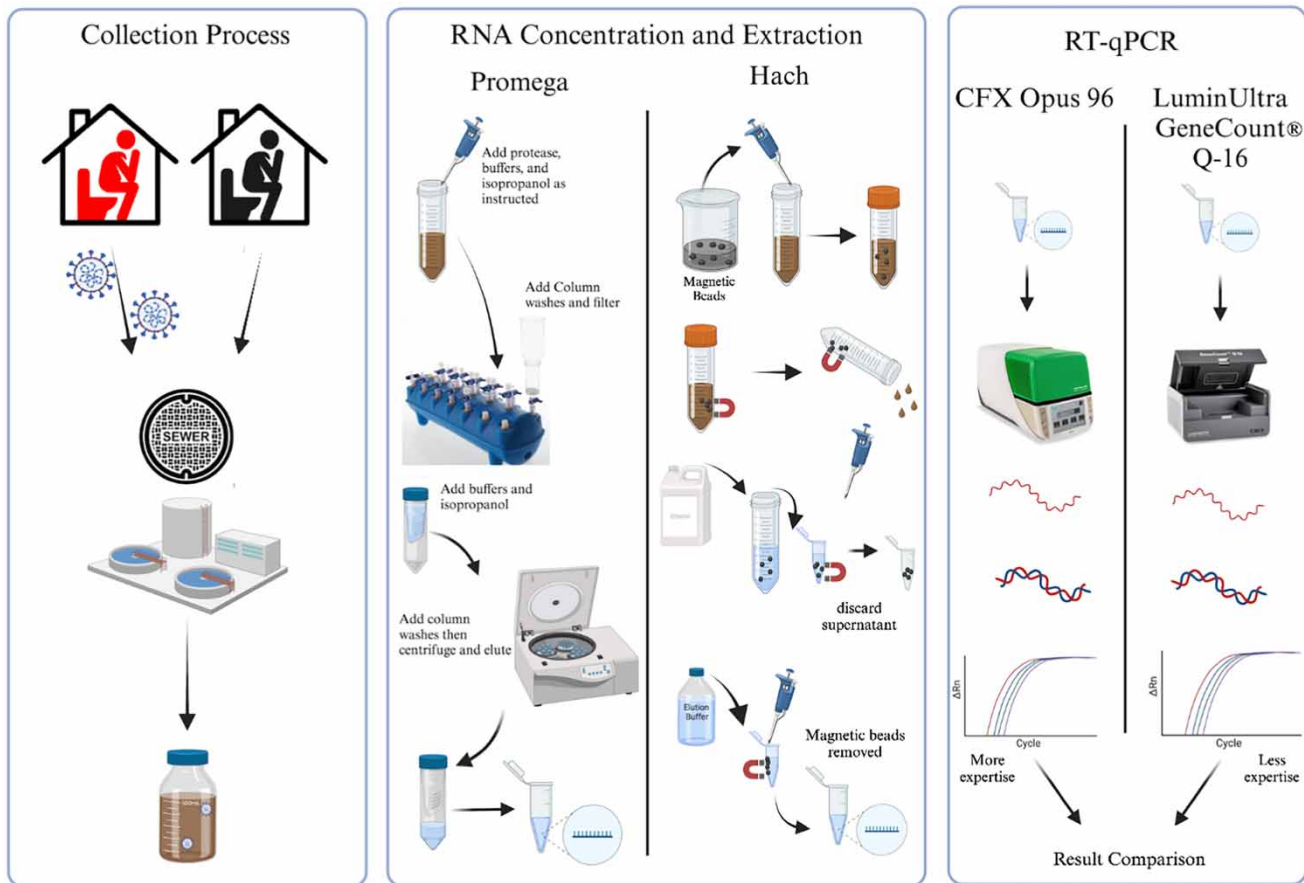 Collection Process
SEWER
RNA Concentration and Extraction
Promega
Add protease,
buffers, and
isopropanol as
instructed
Add Column
washes and filter
Add buffers and
isopropanol
Add column
washes then
centrifuge and elute
Hach
Magnetic
Beads
discard
supernatant
Elution
Buffer
Magnetic beads
removed
RT-qPCR
CFX Opus 96
ΔRn
Cycle
More
expertise
LuminUltra
GeneCount®
Q-16
ΔRn
Cycle
Less
expertise
Result Comparison